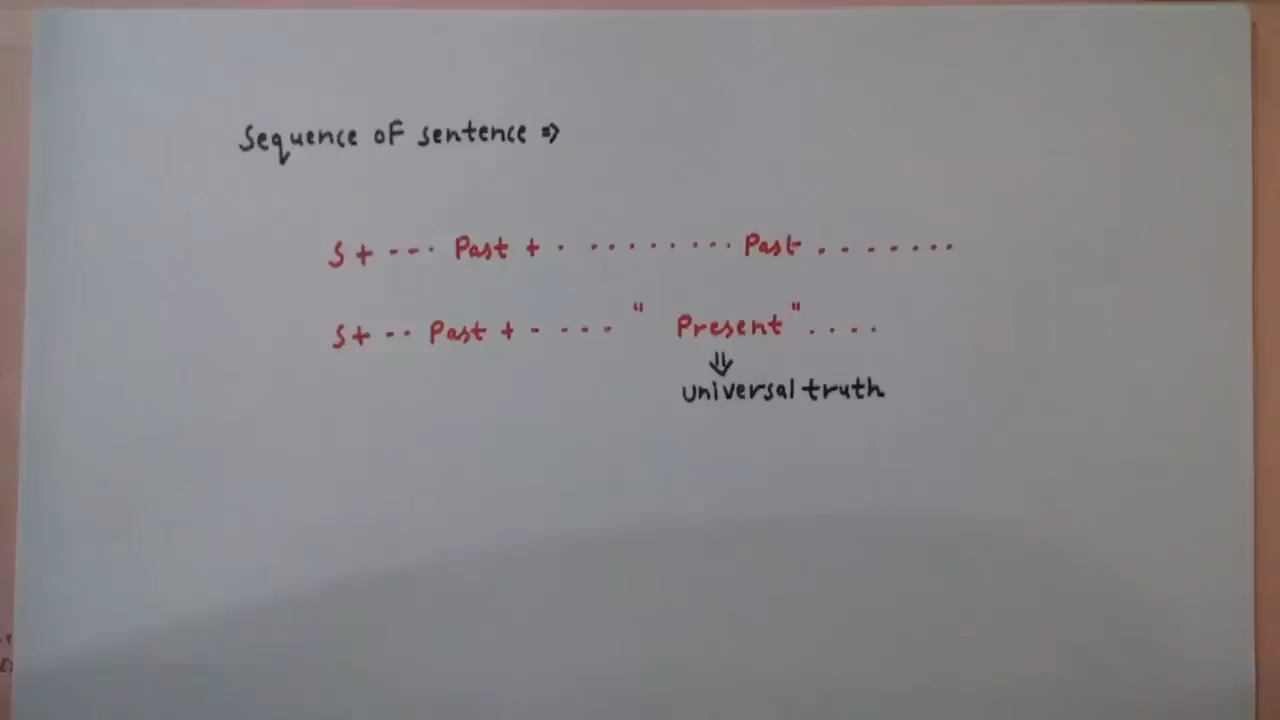 Sequence of sentence ⇒
S + --- Past + . ........ Past . . . . . . . .
S + -- Past + - --- " Present " . . . .
⇓
universal truth